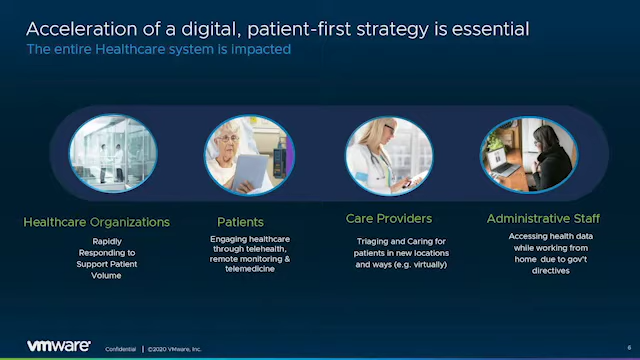 Acceleration of a digital, patient-first strategy is essential
The entire Healthcare system is impacted
Healthcare Organizations
Rapidly
Responding to
Support Patient
Volume
Patients
Engaging healthcare
through telehealth,
remote monitoring &
telemedicine
Care Providers
Triaging and Caring for
patients in new locations
and ways (e.g. virtually)
Administrative Staff
Accessing health data
while working from
home due to gov't
directives
vmware®
Confidential | ©2020 VMware, Inc.
6